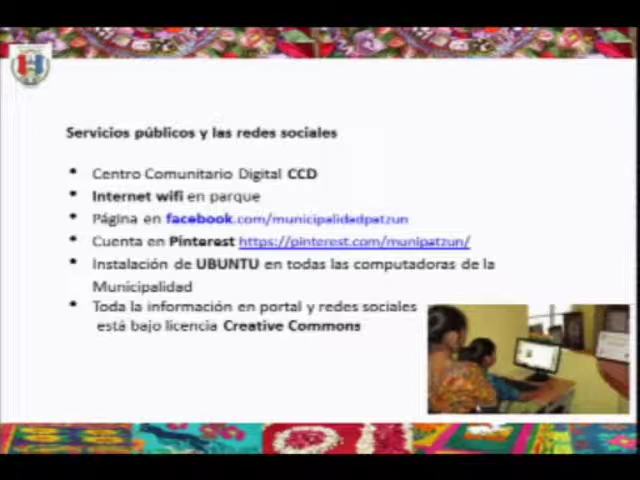 Servicios públicos y las redes sociales
• Centro Comunitario Digital CCD
• Internet wifi en parque
• Página en facebook.com/municipalidadpatzun
• Cuenta en Pinterest https://pinterest.com/munipatzun/
• Instalación de UBUNTU en todas las computadoras de la
Municipalidad
• Toda la información en portal y redes sociales
está bajo licencia Creative Commons